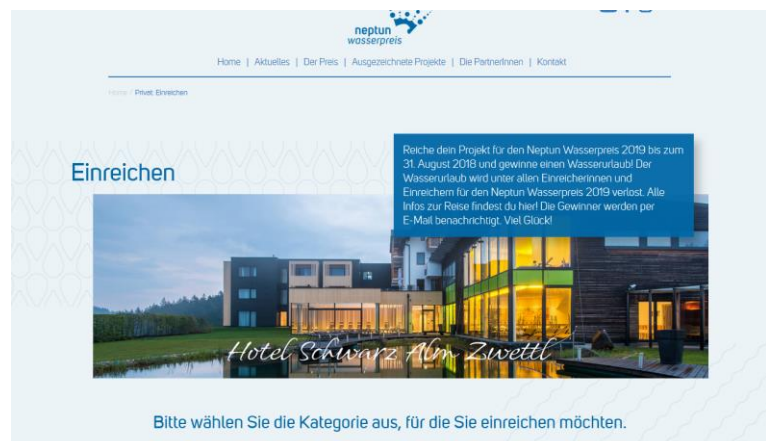 neptun
wasserpreis
Home | Aktuelles | Der Preis | Ausgezeichnete Projekte | Die PartnerInnen | Kontakt
Home / Privat: Einreichen
Einreichen
Reiche dein Projekt für den Neptun Wasserpreis 2019 bis zum
31. August 2018 und gewinne einen Wasserurlaub! Der
Wasserurlaub wird unter allen Einreicherinnen und
Einreichern für den Neptun Wasserpreis 2019 verlost. Alle
Infos zur Reise findest du hier! Die Gewinner werden per
E-Mail benachrichtigt. Viel Glück!
Hotel Schwarz Alm Zwettl
Bitte wählen Sie die Kategorie aus, für die Sie einreichen möchten.